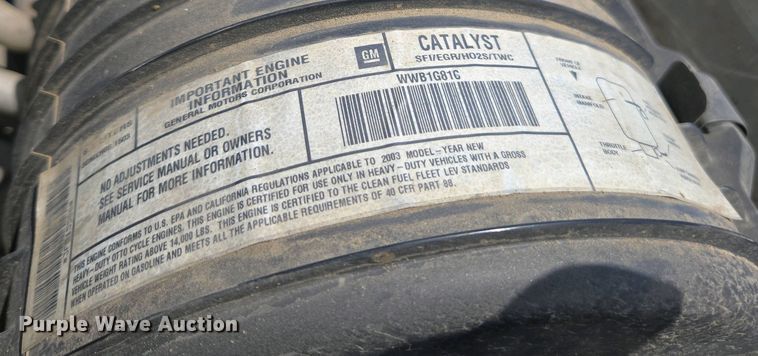 IMPORTANT ENGINE
INFORMATION
GENERAL MOTORS CORPORATION
GM
CATALYST
SFI/EGR/HO2S/TWC
WWB1G81G
NO ADJUSTMENTS NEEDED.
SEE SERVICE MANUAL OR OWNERS
MANUAL FOR MORE INFORMATION.
THIS ENGINE CONFORMS TO U.S. EPA AND CALIFORNIA REGULATIONS APPLICABLE TO 2003 MODEL-YEAR NEW
HEAVY-DUTY OTTO CYCLE ENGINES. THIS ENGINE IS CERTIFIED FOR USE ONLY IN HEAVY-DUTY VEHICLES WITH A GROSS
VEHICLE WEIGHT RATING ABOVE 14,000 LBS. THIS ENGINE IS CERTIFIED TO THE CLEAN FUEL FLEET LEV STANDARDS
WHEN OPERATED ON GASOLINE AND MEETS ALL THE APPLICABLE REQUIREMENTS OF 40 CFR PART 88.
VEHICLE
INTAKE
MANIFOLD
THROTTLE
BODY
Purple Wave Auction